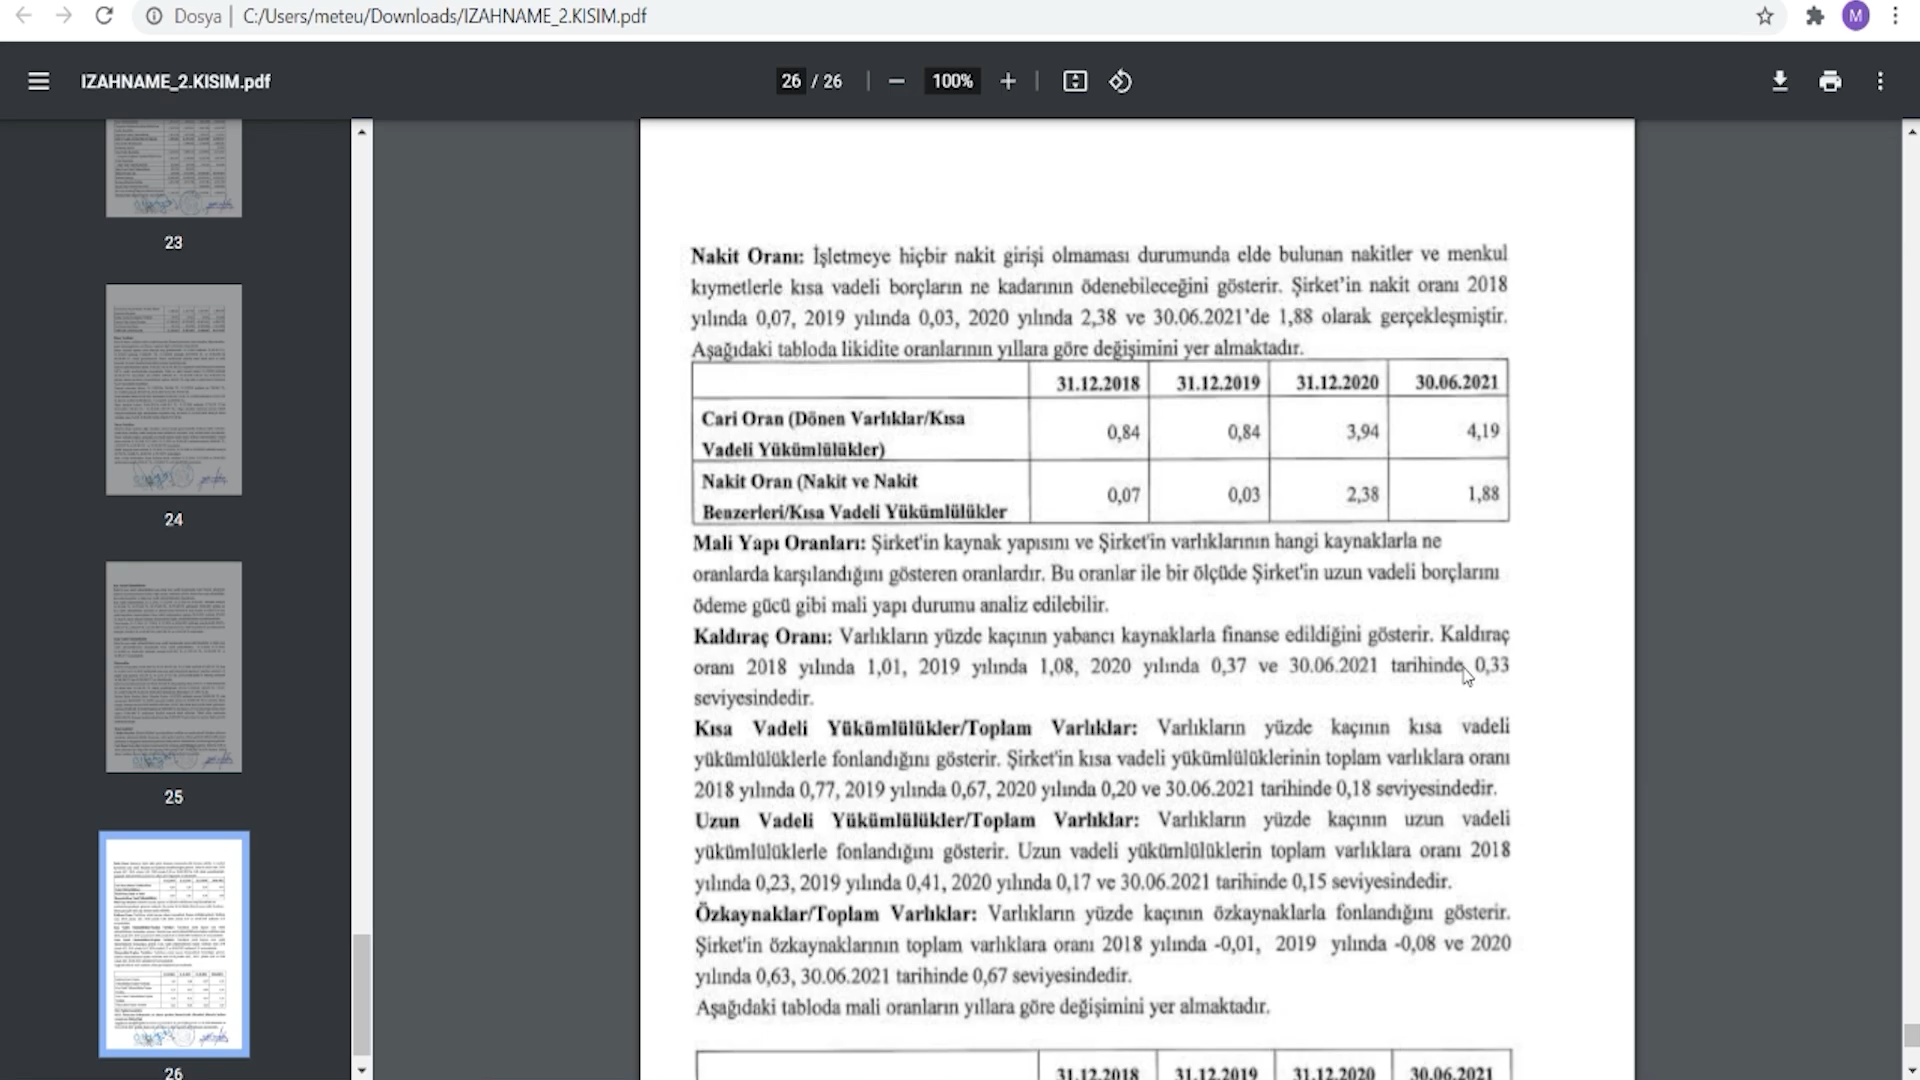 Dosya | C:/Users/meteu/Downloads/IZAHNAME_2.KISIM.pdf
M
IZAHNAME_2.KISIM.pdf
26 / 26
100%
23
24
25
26
Nakit Oranı: İşletmeye hiçbir nakit girişi olmaması durumunda elde bulunan nakitler ve menkul
kıymetlerle kısa vadeli borçların ne kadarının ödenebileceğini gösterir. Şirket'in nakit oranı 2018
yılında 0,07, 2019 yılında 0,03, 2020 yılında 2,38 ve 30.06.2021'de 1,88 olarak gerçekleşmiştir.
Aşağıdaki tabloda likidite oranlarının yıllara göre değişimini yer almaktadır.
31.12.2018 31.12.2019 31.12.2020 30.06.2021
Cari Oran (Dönen Varlıklar/Kısa
Vadeli Yükümlülükler) 0,84 0,84 3,94 4,19
Nakit Oran (Nakit ve Nakit
Benzerleri/Kısa Vadeli Yükümlülükler 0,07 0,03 2,38 1,88
Mali Yapı Oranları: Şirket'in kaynak yapısını ve Şirket'in varlıklarının hangi kaynaklarla ne
oranlarda karşılandığını gösteren oranlardır. Bu oranlar ile bir ölçüde Şirket'in uzun vadeli borçlarını
ödeme gücü gibi mali yapı durumu analiz edilebilir.
Kaldıraç Oranı: Varlıkların yüzde kaçının yabancı kaynaklarla finanse edildiğini gösterir. Kaldıraç
oranı 2018 yılında 1,01, 2019 yılında 1,08, 2020 yılında 0,37 ve 30.06.2021 tarihinde 0,33
seviyesindedir.
Kısa Vadeli Yükümlülükler/Toplam Varlıklar: Varlıkların yüzde kaçının kısa vadeli
yükümlülüklerle fonlandığını gösterir. Şirket'in kısa vadeli yükümlülüklerinin toplam varlıklara oranı
2018 yılında 0,77, 2019 yılında 0,67, 2020 yılında 0,20 ve 30.06.2021 tarihinde 0,18 seviyesindedir.
Uzun Vadeli Yükümlülükler/Toplam Varlıklar: Varlıkların yüzde kaçının uzun vadeli
yükümlülüklerle fonlandığını gösterir. Uzun vadeli yükümlülüklerin toplam varlıklara oranı 2018
yılında 0,23, 2019 yılında 0,41, 2020 yılında 0,17 ve 30.06.2021 tarihinde 0,15 seviyesindedir.
Özkaynaklar/Toplam Varlıklar: Varlıkların yüzde kaçının özkaynaklarla fonlandığını gösterir.
Şirket'in özkaynaklarının toplam varlıklara oranı 2018 yılında -0,01, 2019 yılında -0,08 ve 2020
yılında 0,63, 30.06.2021 tarihinde 0,67 seviyesindedir.
Aşağıdaki tabloda mali oranların yıllara göre değişimini yer almaktadır.
31.12.2018 31.12.2019 31.12.2020 30.06.2021